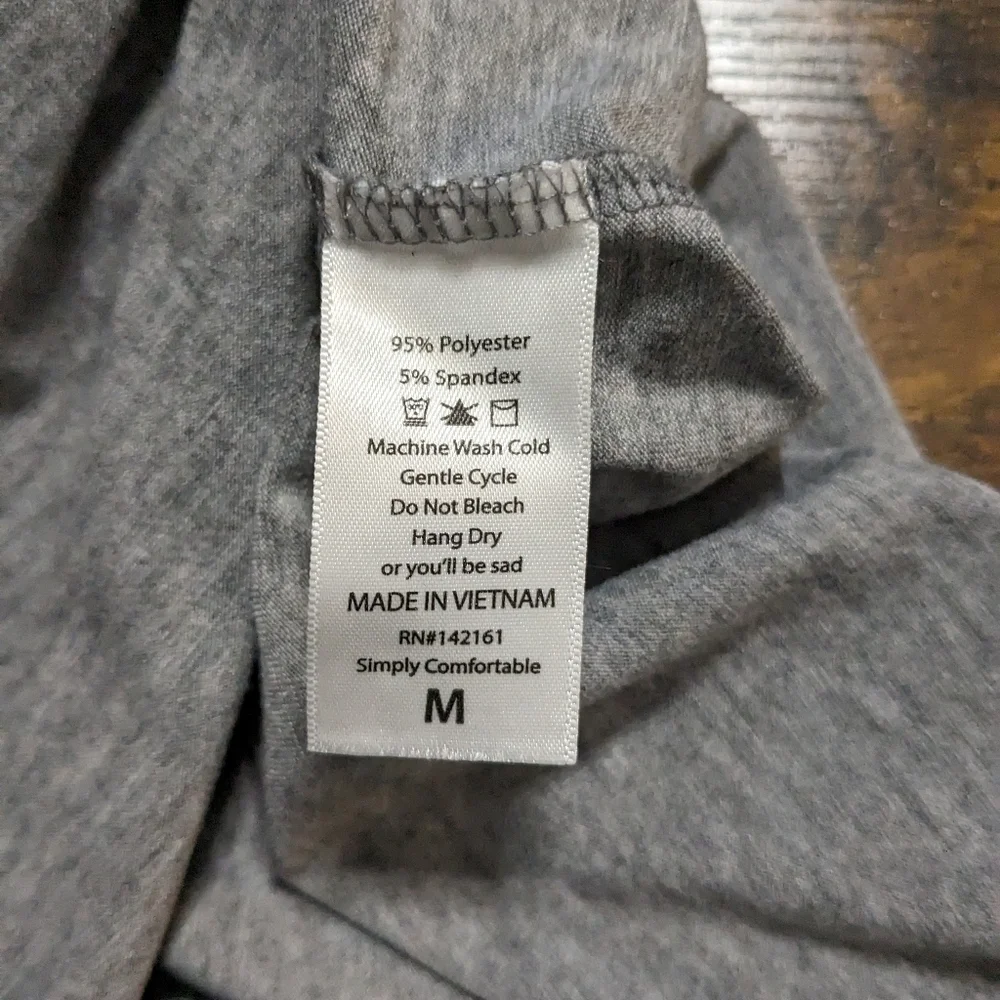 95% Polyester
5% Spandex
Machine Wash Cold
Gentle Cycle
Do Not Bleach
Hang Dry
or you'll be sad
MADE IN VIETNAM
RN#142161
Simply Comfortable
M